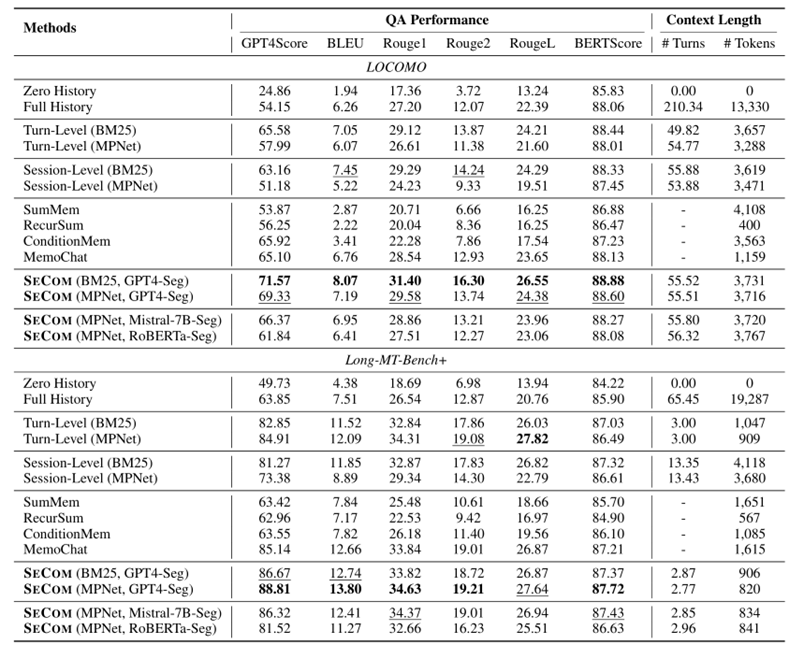 Methods QA Performance Context Length
GPT4Score BLEU Rouge1 Rouge2 RougeL BERTScore # Turns # Tokens
LOCOMO
Zero History 24.86 1.94 17.36 3.72 13.24 85.83 0.00 0
Full History 54.15 6.26 27.20 12.07 22.39 88.06 210.34 13,330
Turn-Level (BM25) 65.58 7.05 29.12 13.87 24.21 88.44 49.82 3,657
Turn-Level (MPNet) 57.99 6.07 26.61 11.38 21.60 88.01 54.77 3,288
Session-Level (BM25) 63.16 7.45 29.29 14.24 24.29 88.33 55.88 3,619
Session-Level (MPNet) 51.18 5.22 24.23 9.33 19.51 87.45 53.88 3,471
SumMem 53.87 2.87 20.71 6.66 16.25 86.88 - 4,108
RecurSum 56.25 2.22 20.04 8.36 16.25 86.47 - 400
ConditionMem 65.92 3.41 22.28 7.86 17.54 87.23 - 3,563
MemoChat 65.10 6.76 28.54 12.93 23.65 88.13 - 1,159
SECOM (BM25, GPT4-Seg) 71.57 8.07 31.40 16.30 26.55 88.88 55.52 3,731
SECOM (MPNet, GPT4-Seg) 69.33 7.19 29.58 13.74 24.38 88.60 55.51 3,716
SECOM (MPNet, Mistral-7B-Seg) 66.37 6.95 28.86 13.21 23.96 88.27 55.80 3,720
SECOM (MPNet, RoBERTa-Seg) 61.84 6.41 27.51 12.27 23.06 88.08 56.32 3,767
Long-MT-Bench+
Zero History 49.73 4.38 18.69 6.98 13.94 84.22 0.00 0
Full History 63.85 7.51 26.54 12.87 20.76 85.90 65.45 19,287
Turn-Level (BM25) 82.85 11.52 32.84 17.86 26.03 87.03 3.00 1,047
Turn-Level (MPNet) 84.91 12.09 34.31 19.08 27.82 86.49 3.00 909
Session-Level (BM25) 81.27 11.85 32.87 17.83 26.82 87.32 13.35 4,118
Session-Level (MPNet) 73.38 8.89 29.34 14.30 22.79 86.61 13.43 3,680
SumMem 63.42 7.84 25.48 10.61 18.66 85.70 - 1,651
RecurSum 62.96 7.17 22.53 9.42 16.97 84.90 - 567
ConditionMem 63.55 7.82 26.18 11.40 19.56 86.10 - 1,085
MemoChat 85.14 12.66 33.84 19.01 26.87 87.21 - 1,615
SECOM (BM25, GPT4-Seg) 86.67 12.74 33.82 18.72 26.87 87.37 2.87 906
SECOM (MPNet, GPT4-Seg) 88.81 13.80 34.63 19.21 27.64 87.72 2.77 820
SECOM (MPNet, Mistral-7B-Seg) 86.32 12.41 34.37 19.01 26.94 87.43 2.85 834
SECOM (MPNet, RoBERTa-Seg) 81.52 11.27 32.66 16.23 25.51 86.63 2.96 841